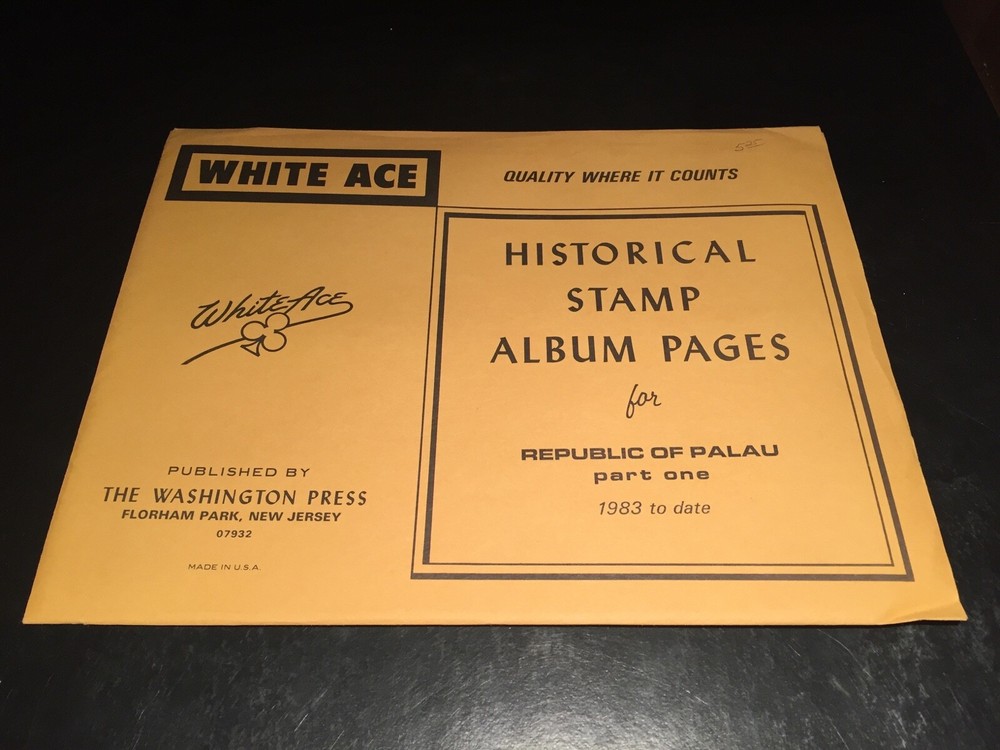 WHITE ACE
QUALITY WHERE IT COUNTS
White Ace
HISTORICAL
STAMP
ALBUM PAGES
for
REPUBLIC OF PALAU
part one
1983 to date
PUBLISHED BY
THE WASHINGTON PRESS
FLORHAM PARK, NEW JERSEY
07932
MADE IN U.S.A.